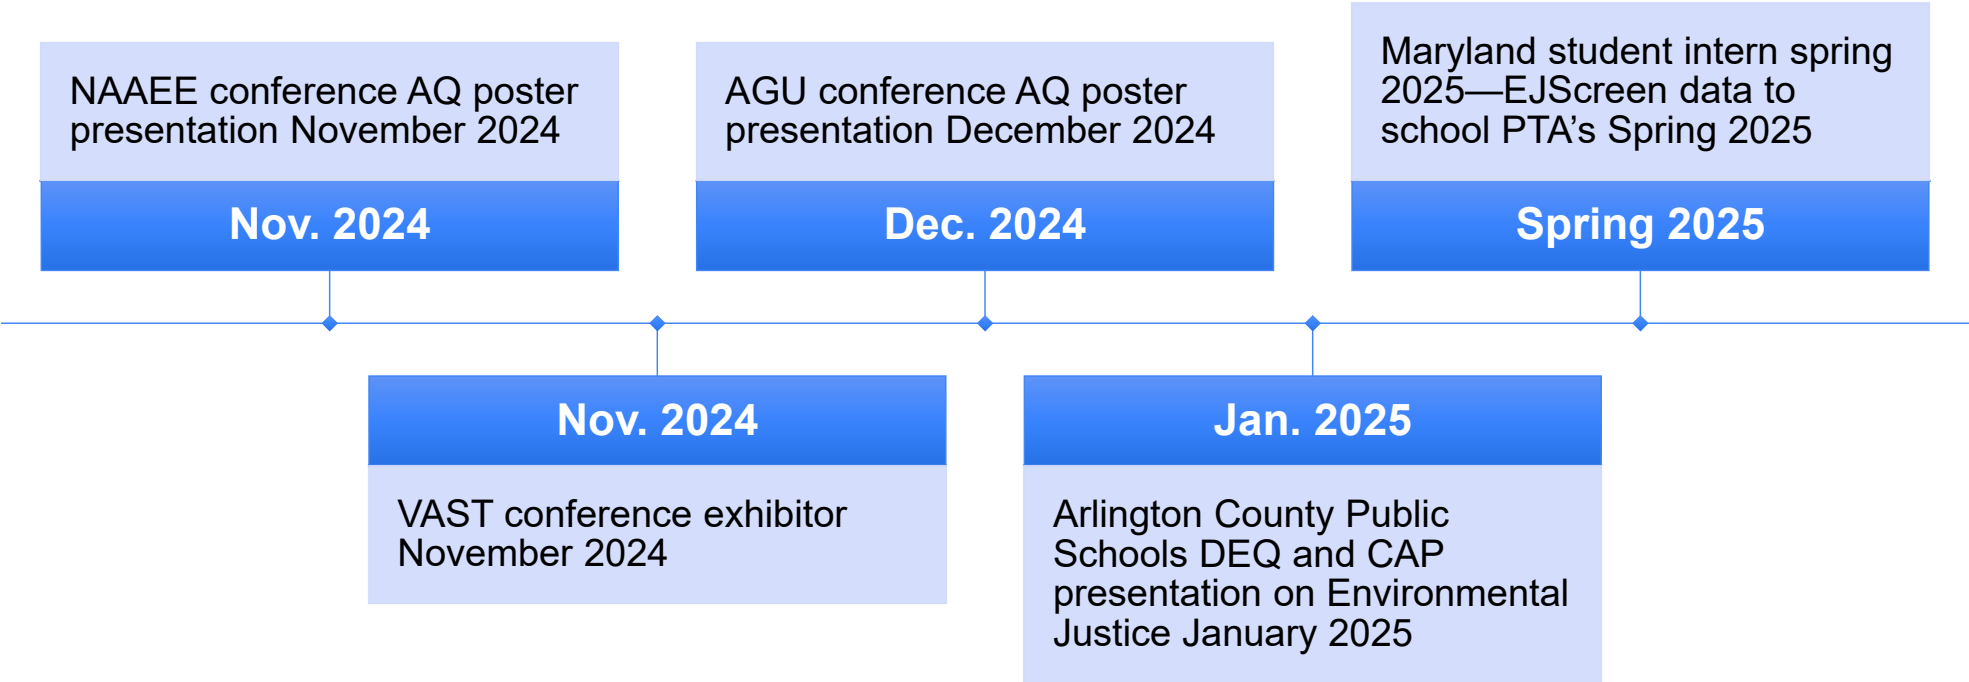 NAAEE conference AQ poster
presentation November 2024
Nov. 2024
Nov. 2024
VAST conference exhibitor
November 2024
AGU conference AQ poster
presentation December 2024
Dec. 2024
Jan. 2025
Arlington County Public
Schools DEQ and CAP
presentation on Environmental
Justice January 2025
Maryland student intern spring
2025—EJScreen data to
school PTA’s Spring 2025
Spring 2025